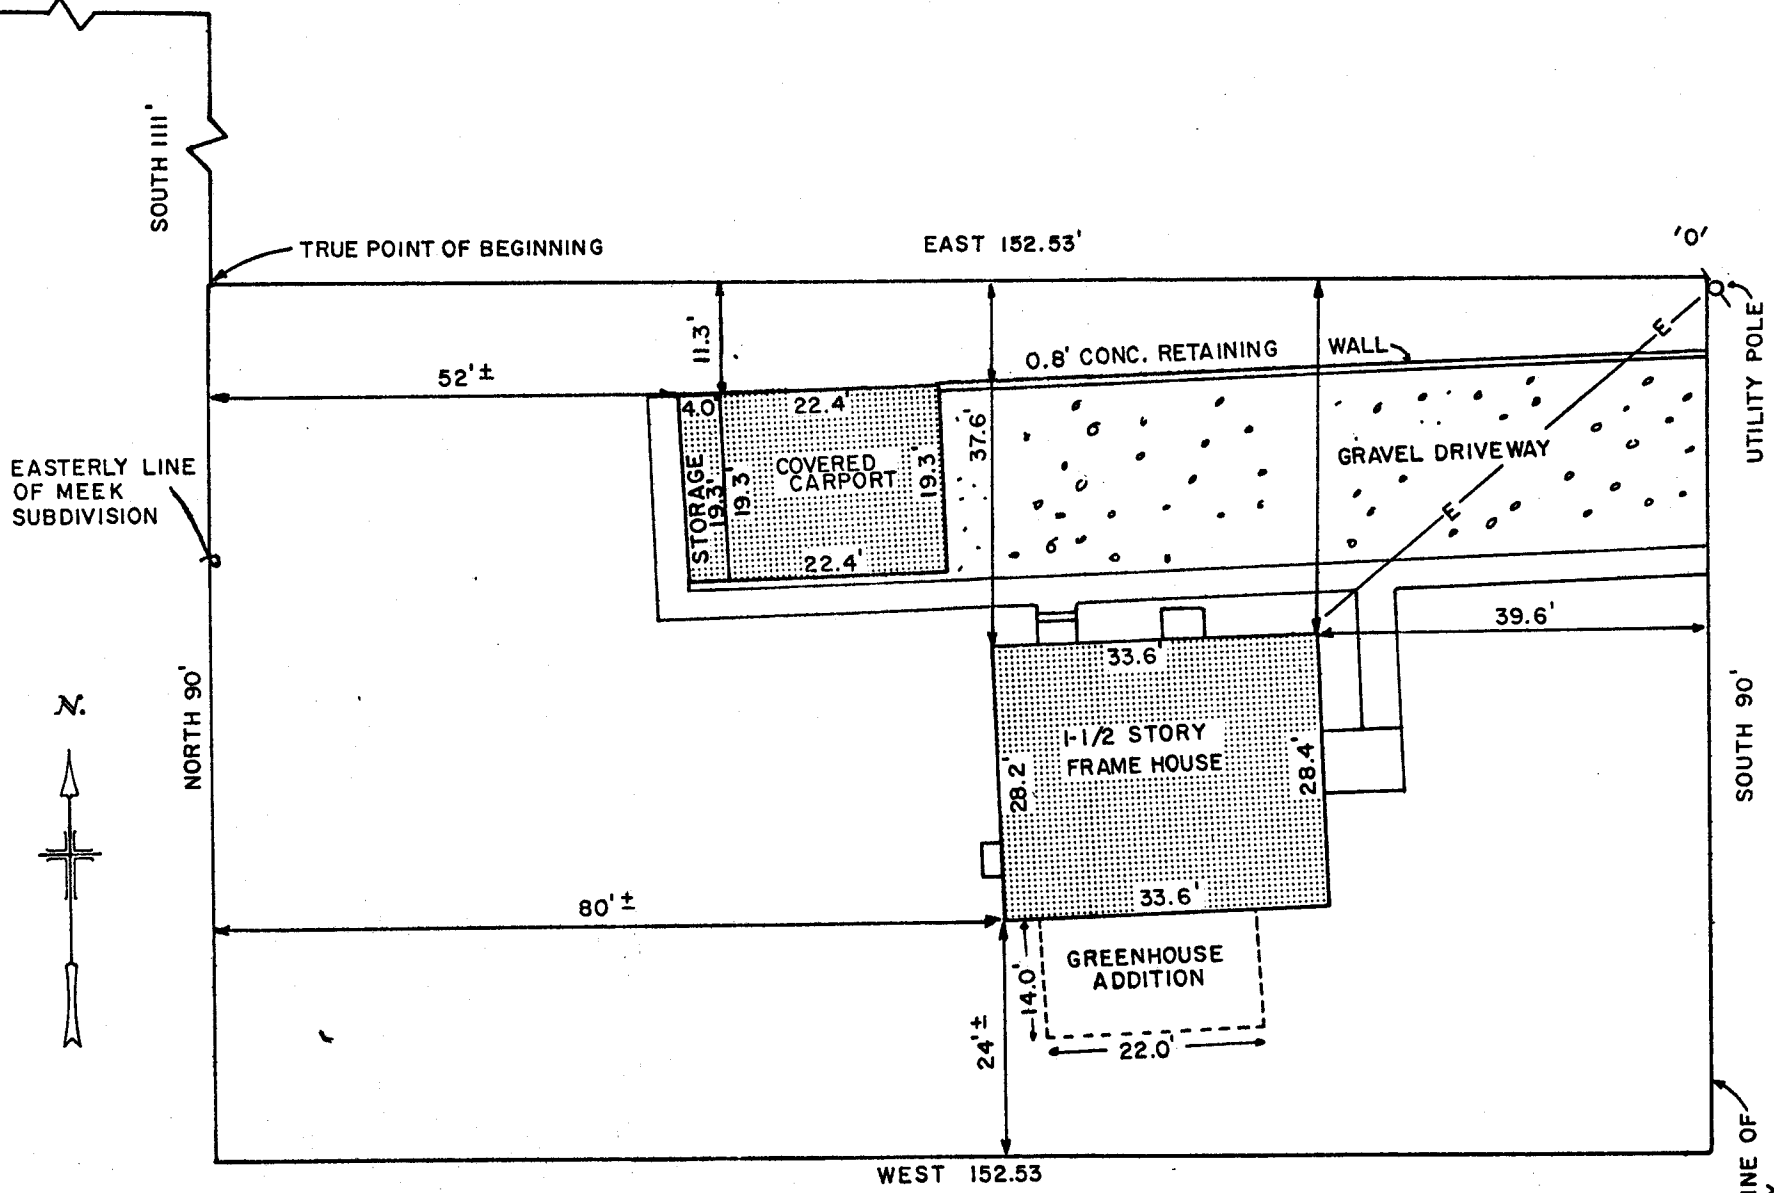 SOUTH 1111'
TRUE POINT OF BEGINNING
EAST 152.53'
'O'
UTILITY POLE
11.3'
0.8' CONC. RETAINING WALL
E
52'±
4.0'
22.4'
37.6'
EASTERLY LINE
OF MEEK
SUBDIVISION
STORAGE
19.3'
19.3'
COVERED
CARPORT
19.3'
GRAVEL DRIVEWAY
E
22.4'
39.6'
33.6'
NORTH 90'
N.
1-1/2 STORY
FRAME HOUSE
28.2'
28.4'
SOUTH 90'
80'±
33.6'
GREENHOUSE
ADDITION
14.0'
24'±
22.0'
WEST 152.53
INE OF